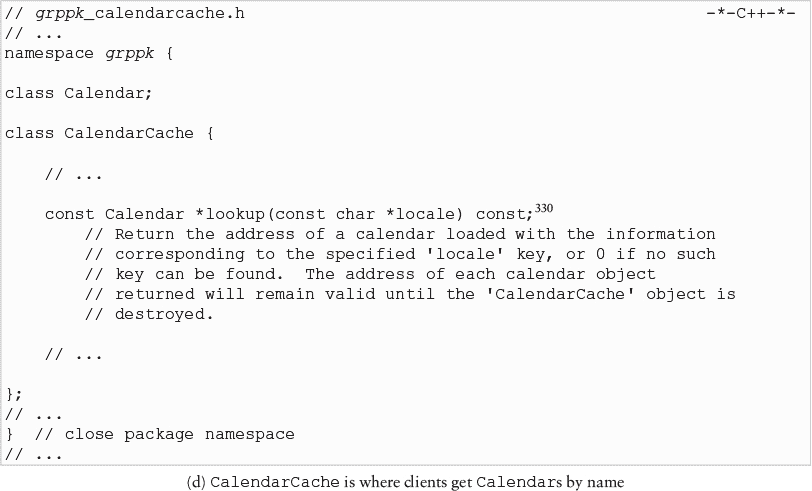 // grppk_calendarcache.h -*-C++-*-
// ...
namespace grppk {
class Calendar;
class CalendarCache {
// ...
const Calendar *lookup(const char *locale) const;330
// Return the address of a calendar loaded with the information
// corresponding to the specified 'locale' key, or 0 if no such
// key can be found.  The address of each calendar object
// returned will remain valid until the 'CalendarCache' object is
// destroyed.
// ...
};
// ...
}  // close package namespace
// ...
(d) CalendarCache is where clients get Calendars by name